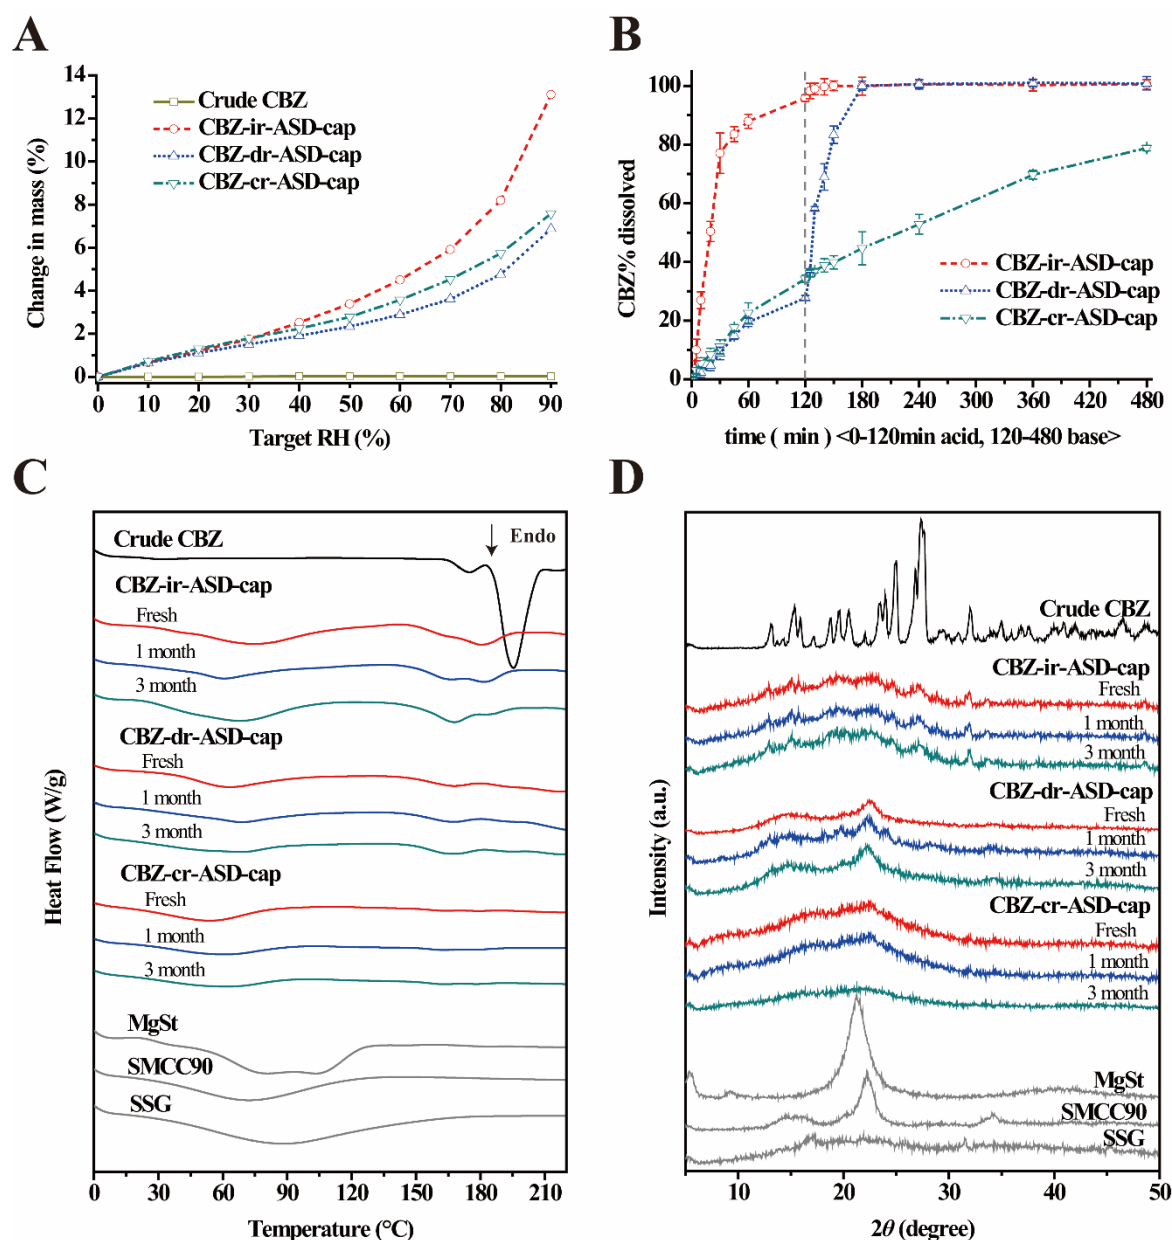 A
Change in mass (%)
14
12
10
8
6
4
2
0
Crude CBZ
CBZ-ir-ASD-cap
CBZ-dr-ASD-cap
CBZ-cr-ASD-cap
0 10 20 30 40 50 60 70 80 90
Target RH (%)
B
CBZ% dissolved
100
80
60
40
20
0
CBZ-ir-ASD-cap
CBZ-dr-ASD-cap
CBZ-cr-ASD-cap
0 60 120 180 240 300 360 420 480
time ( min ) <0-120min acid, 120-480 base>
C
Heat Flow (W/g)
Endo
Crude CBZ
CBZ-ir-ASD-cap
Fresh
1 month
3 month
CBZ-dr-ASD-cap
Fresh
1 month
3 month
CBZ-cr-ASD-cap
Fresh
1 month
3 month
MgSt
SMCC90
SSG
0 30 60 90 120 150 180 210
Temperature (°C)
D
Intensity (a.u.)
Crude CBZ
CBZ-ir-ASD-cap
Fresh
1 month
3 month
CBZ-dr-ASD-cap
Fresh
1 month
3 month
CBZ-cr-ASD-cap
Fresh
1 month
3 month
MgSt
SMCC90
SSG
10 20 30 40 50
2θ (degree)